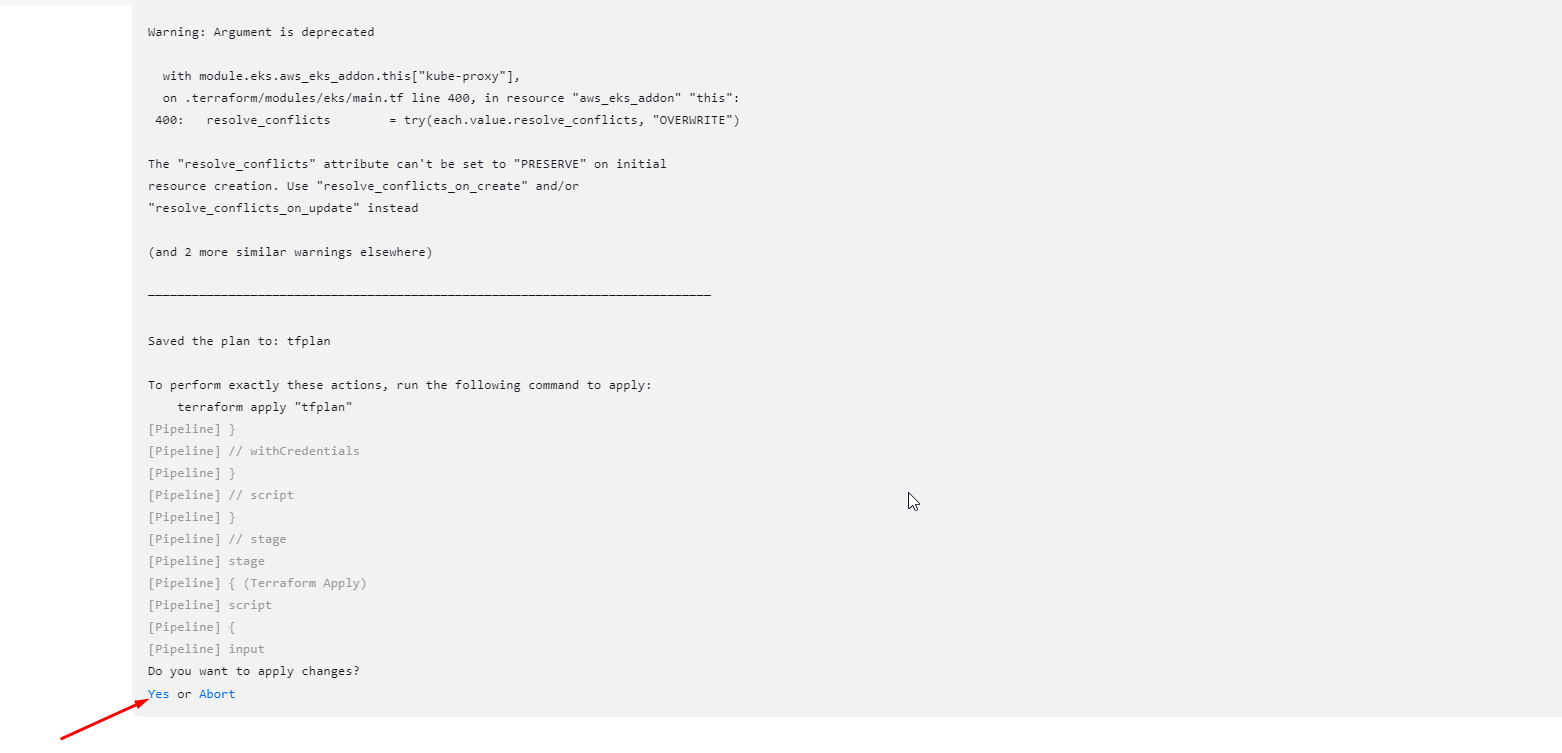 Warning: Argument is deprecated
with module.eks.aws_eks_addon.this["kube-proxy"],
on .terraform/modules/eks/main.tf line 400, in resource "aws_eks_addon" "this":
400:   resolve_conflicts        = try(each.value.resolve_conflicts, "OVERWRITE")
The "resolve_conflicts" attribute can't be set to "PRESERVE" on initial
resource creation. Use "resolve_conflicts_on_create" and/or
"resolve_conflicts_on_update" instead
(and 2 more similar warnings elsewhere)
Saved the plan to: tfplan
To perform exactly these actions, run the following command to apply:
terraform apply "tfplan"
[Pipeline] }
[Pipeline] // withCredentials
[Pipeline] }
[Pipeline] // script
[Pipeline] }
[Pipeline] // stage
[Pipeline] stage
[Pipeline] { (Terraform Apply)
[Pipeline] script
[Pipeline] {
[Pipeline] input
Do you want to apply changes?
Yes or Abort